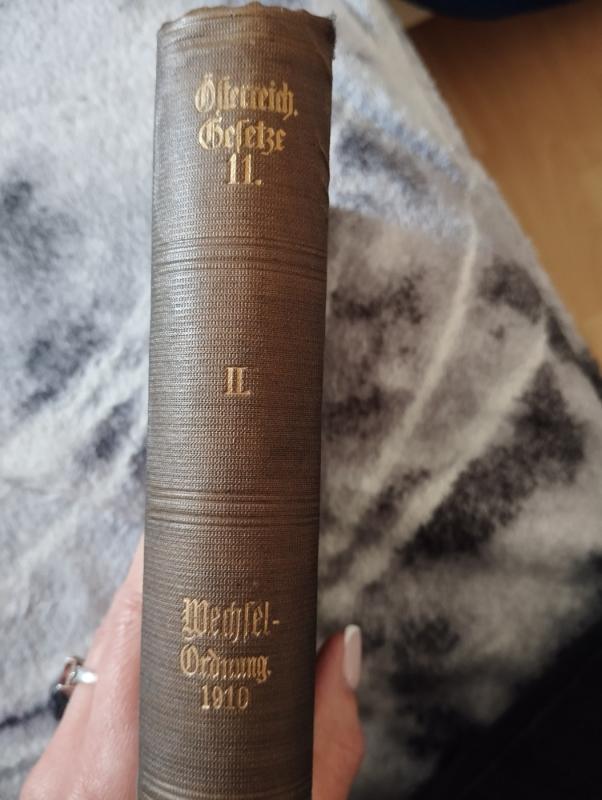 Österreich.
Gesetze
11.
II.
Wechsel-
Ordnung.
1910